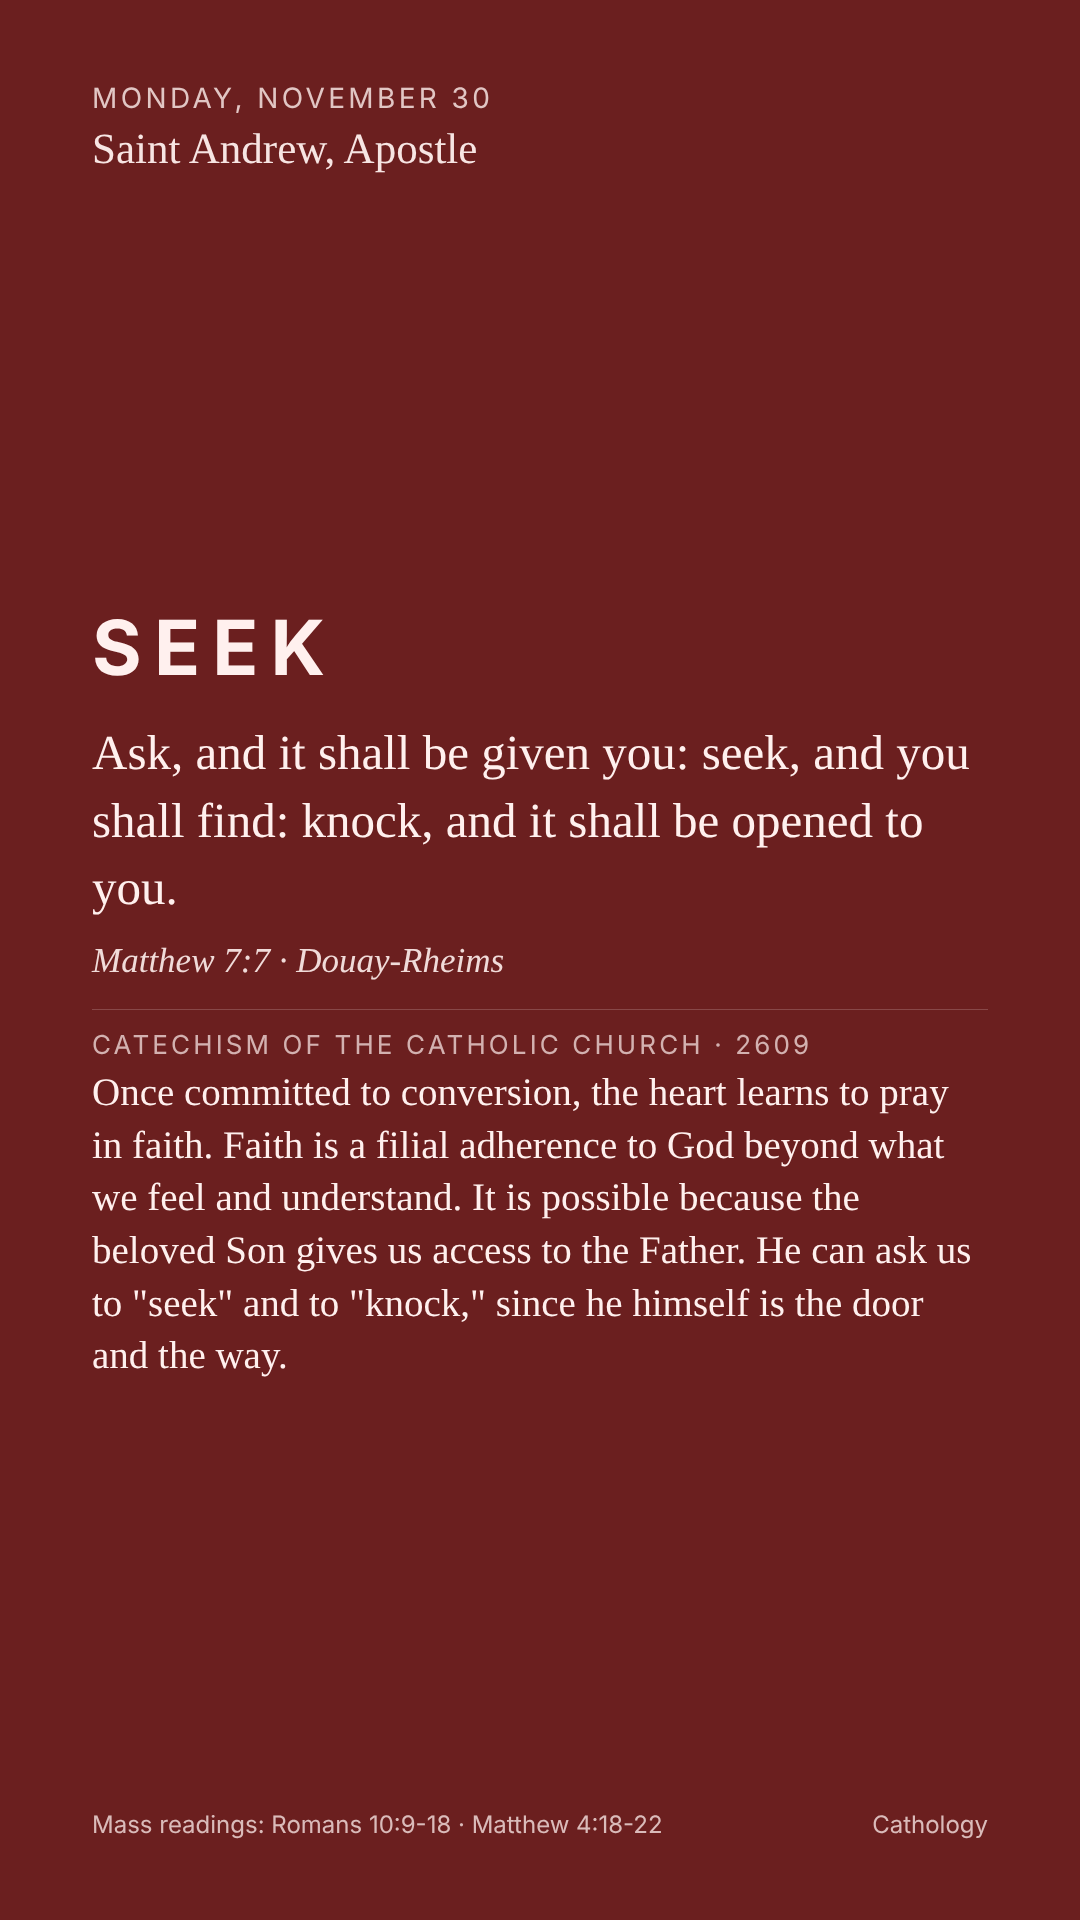 MONDAY, NOVEMBER 30
Saint Andrew, Apostle
SEEK
Ask, and it shall be given you: seek, and you
shall find: knock, and it shall be opened to
you.
Matthew 7:7 · Douay-Rheims
CATECHISM OF THE CATHOLIC CHURCH · 2609
Once committed to conversion, the heart learns to pray
in faith. Faith is a filial adherence to God beyond what
we feel and understand. It is possible because the
beloved Son gives us access to the Father. He can ask us
to "seek" and to "knock," since he himself is the door
and the way.
Mass readings: Romans 10:9-18 · Matthew 4:18-22
Cathology